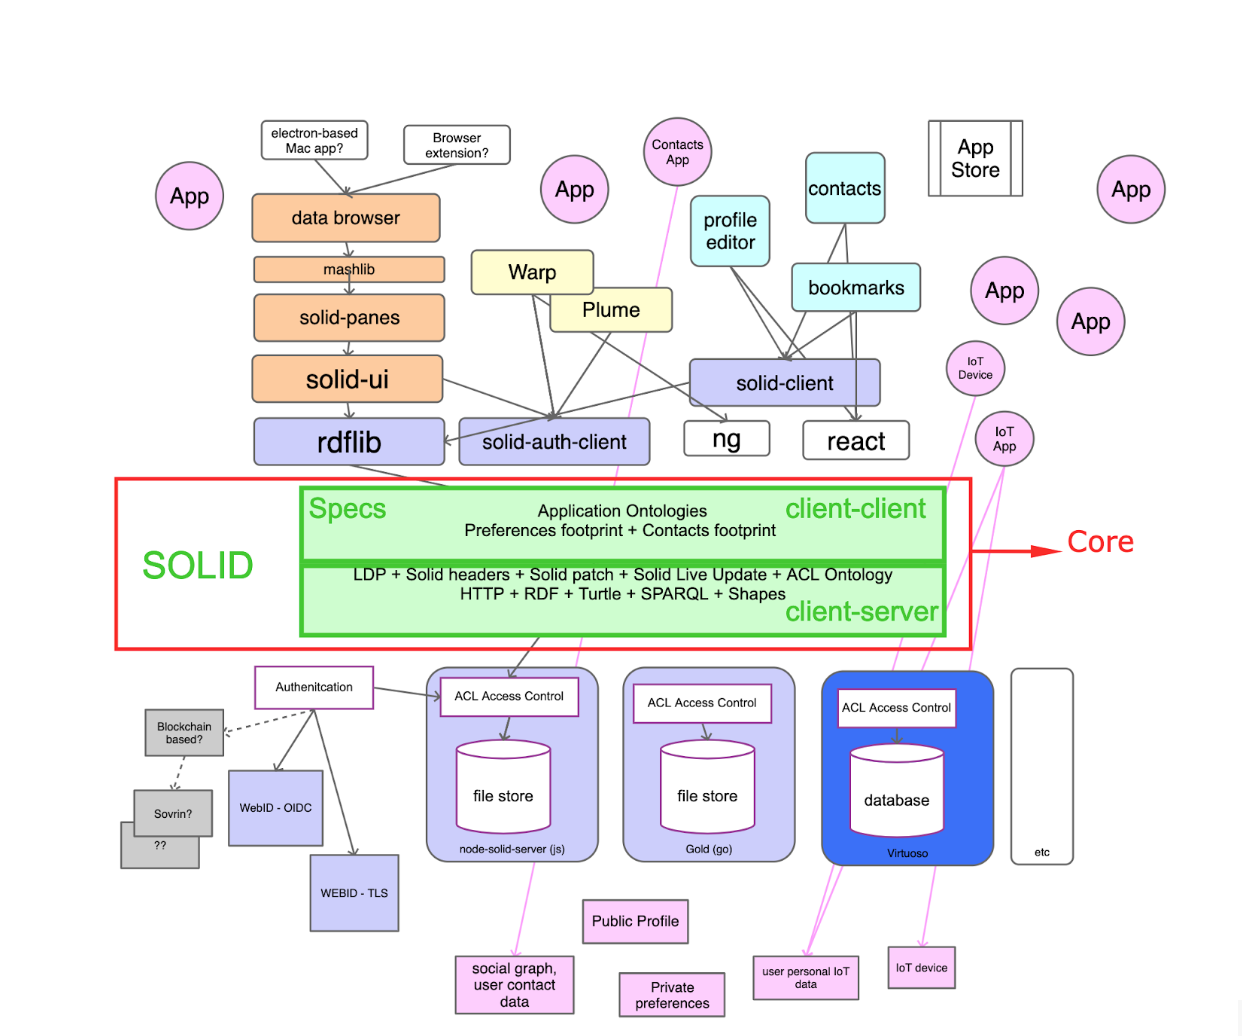 electron-based
Mac app?
Browser
extension?
Contacts
App
App
Store
App
App
App
contacts
data browser
profile
editor
mashlib
Warp
bookmarks
App
Plume
App
solid-panes
solid-ui
solid-client
IoT
Device
rdflib
solid-auth-client
ng
react
IoT
App
Specs
Application Ontologies
client-client
Preferences footprint + Contacts footprint
Core
SOLID
LDP + Solid headers + Solid patch + Solid Live Update + ACL Ontology
HTTP + RDF + Turtle + SPARQL + Shapes
client-server
Authenitcation
ACL Access Control
ACL Access Control
ACL Access Control
Blockchain
based?
file store
file store
database
WebID - OIDC
Sovrin?
??
node-solid-server (js)
Gold (go)
Virtuoso
etc
WEBID - TLS
Public Profile
social graph,
user contact
data
Private
preferences
user personal IoT
data
IoT device